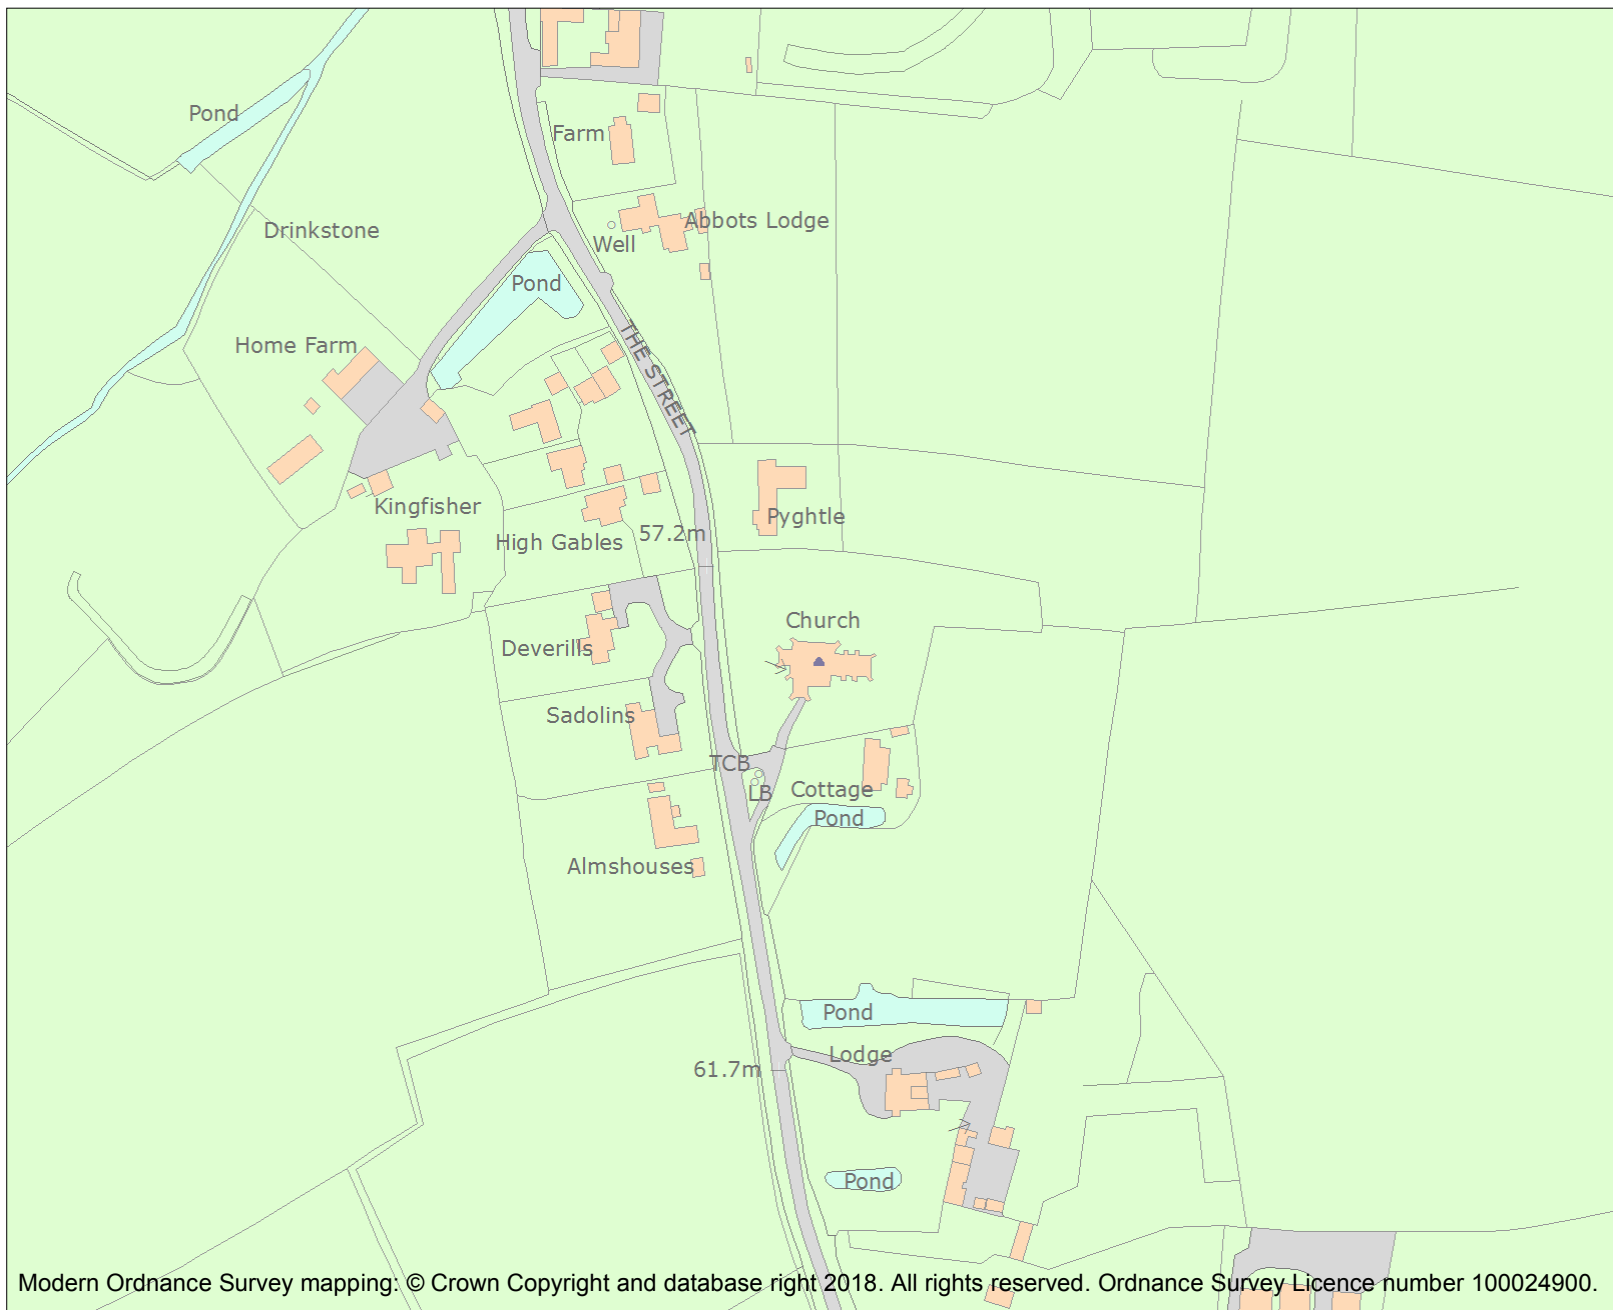 Pond
Farm
Drinkstone
Abbots Lodge
Well
Pond
THE STREET
Home Farm
Kingfisher
Pyghtle
57.2m
High Gables
Church
Deverills
Sadolins
TCB
LB
Cottage
Pond
Almshouses
Pond
Lodge
61.7m
Pond
Modern Ordnance Survey mapping: © Crown Copyright and database right 2018. All rights reserved. Ordnance Survey Licence number 100024900.